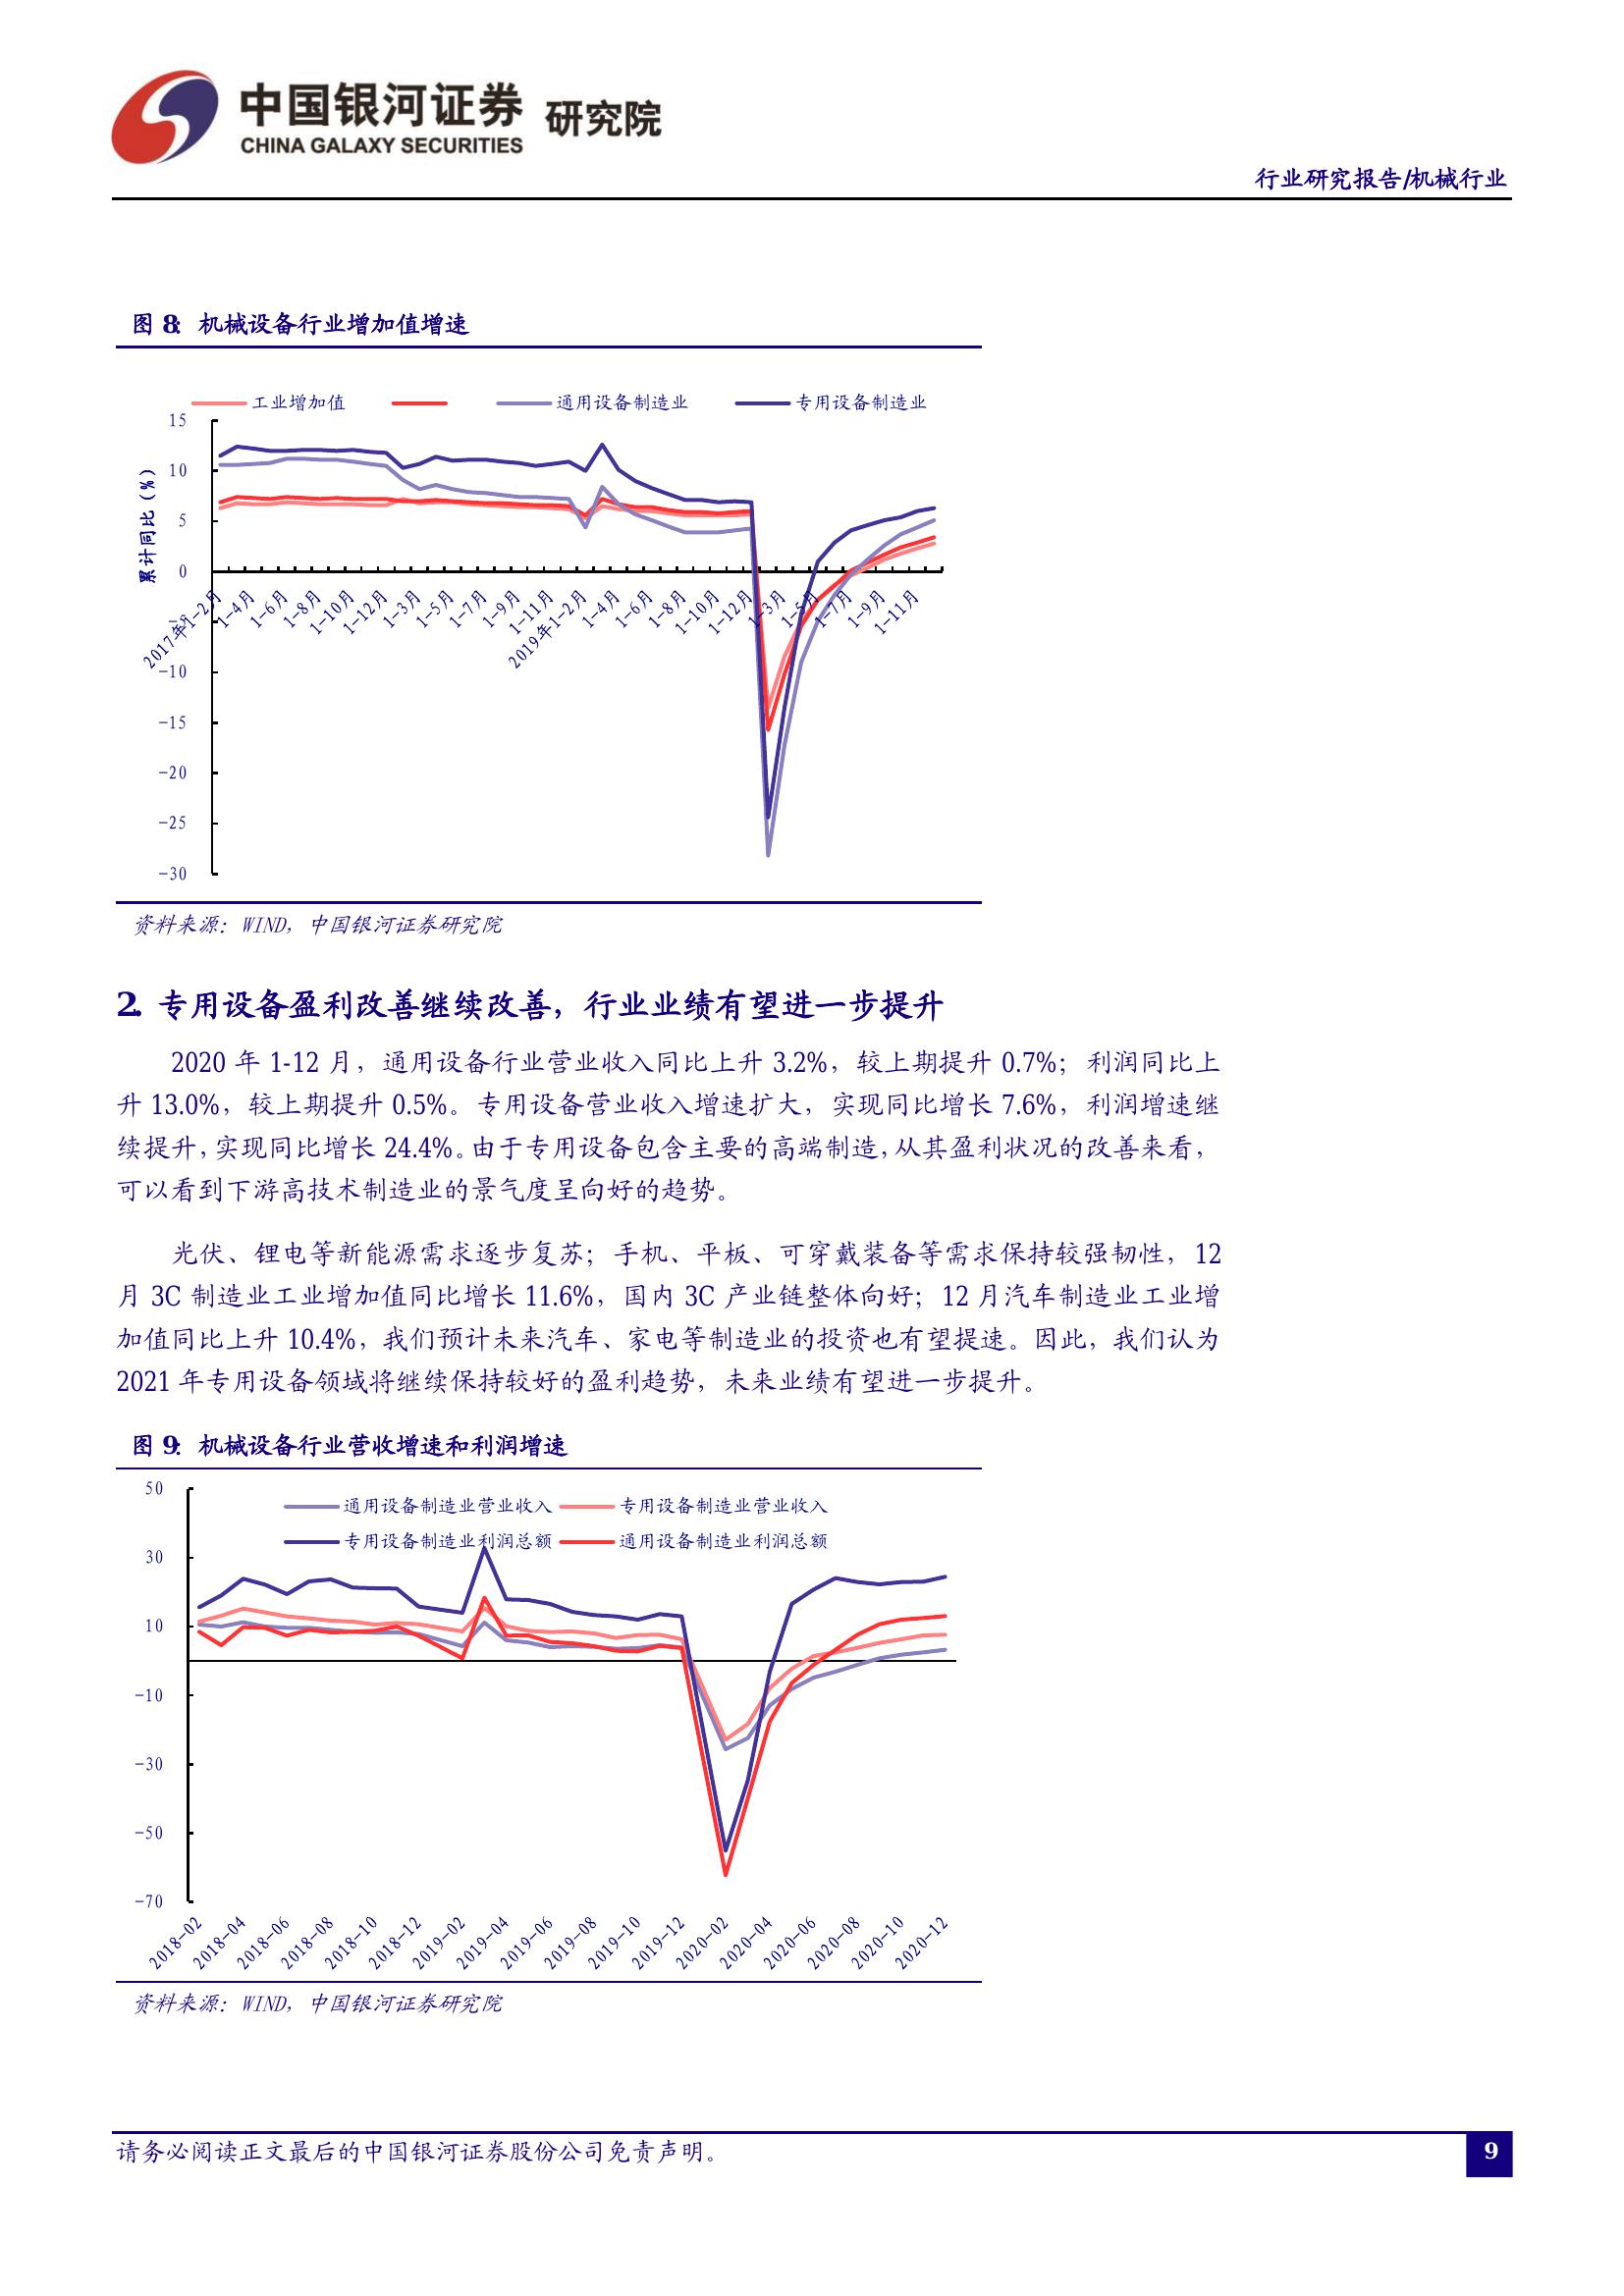 中国银河证券 研究院
CHINA GALAXY SECURITIES
行业研究报告/机械行业
图 8: 机械设备行业增加值增速
工业增加值 通用设备制造业 专用设备制造业
累计同比（%）
15
10
5
0
-5
-10
-15
-20
-25
-30
2017年1-2月 1-4月 1-6月 1-8月 1-10月 1-12月 1-3月 1-5月 1-7月 1-9月 1-11月 2019年1-2月 1-4月 1-6月 1-8月 1-10月 1-12月 1-3月 1-5月 1-7月 1-9月 1-11月
资料来源：WIND，中国银河证券研究院
2. 专用设备盈利改善继续改善，行业业绩有望进一步提升
2020 年 1-12 月，通用设备行业营业收入同比上升 3.2%，较上期提升 0.7%；利润同比上
升 13.0%，较上期提升 0.5%。专用设备营业收入增速扩大，实现同比增长 7.6%，利润增速继
续提升，实现同比增长 24.4%。由于专用设备包含主要的高端制造，从其盈利状况的改善来看，
可以看到下游高技术制造业的景气度呈向好的趋势。
光伏、锂电等新能源需求逐步复苏；手机、平板、可穿戴装备等需求保持较强韧性，12
月 3C 制造业工业增加值同比增长 11.6%，国内 3C 产业链整体向好；12 月汽车制造业工业增
加值同比上升 10.4%，我们预计未来汽车、家电等制造业的投资也有望提速。因此，我们认为
2021 年专用设备领域将继续保持较好的盈利趋势，未来业绩有望进一步提升。
图 9: 机械设备行业营收增速和利润增速
通用设备制造业营业收入 专用设备制造业营业收入
专用设备制造业利润总额 通用设备制造业利润总额
50
30
10
-10
-30
-50
-70
2018-02 2018-04 2018-06 2018-08 2018-10 2018-12 2019-02 2019-04 2019-06 2019-08 2019-10 2019-12 2020-02 2020-04 2020-06 2020-08 2020-10 2020-12
资料来源：WIND，中国银河证券研究院
请务必阅读正文最后的中国银河证券股份公司免责声明。
9